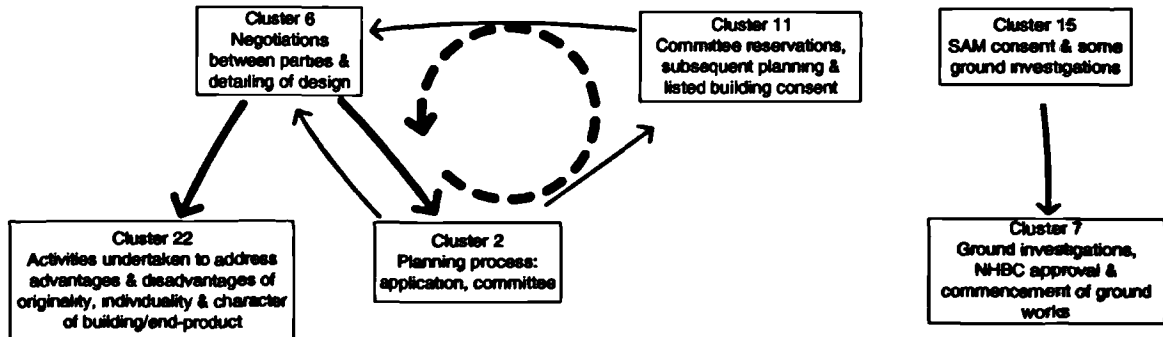 Cluster 6
Negotiations
between parties &
detailing of design
Cluster 11
Committee reservations,
subsequent planning &
listed building consent
Cluster 15
SAM consent & some
ground investigations
Cluster 22
Activities undertaken to address
advantages & disadvantages of
originality, individuality & character
of building/end-product
Cluster 2
Planning process:
application, committee
Cluster 7
Ground investigations,
NHBC approval &
commencement of ground
works